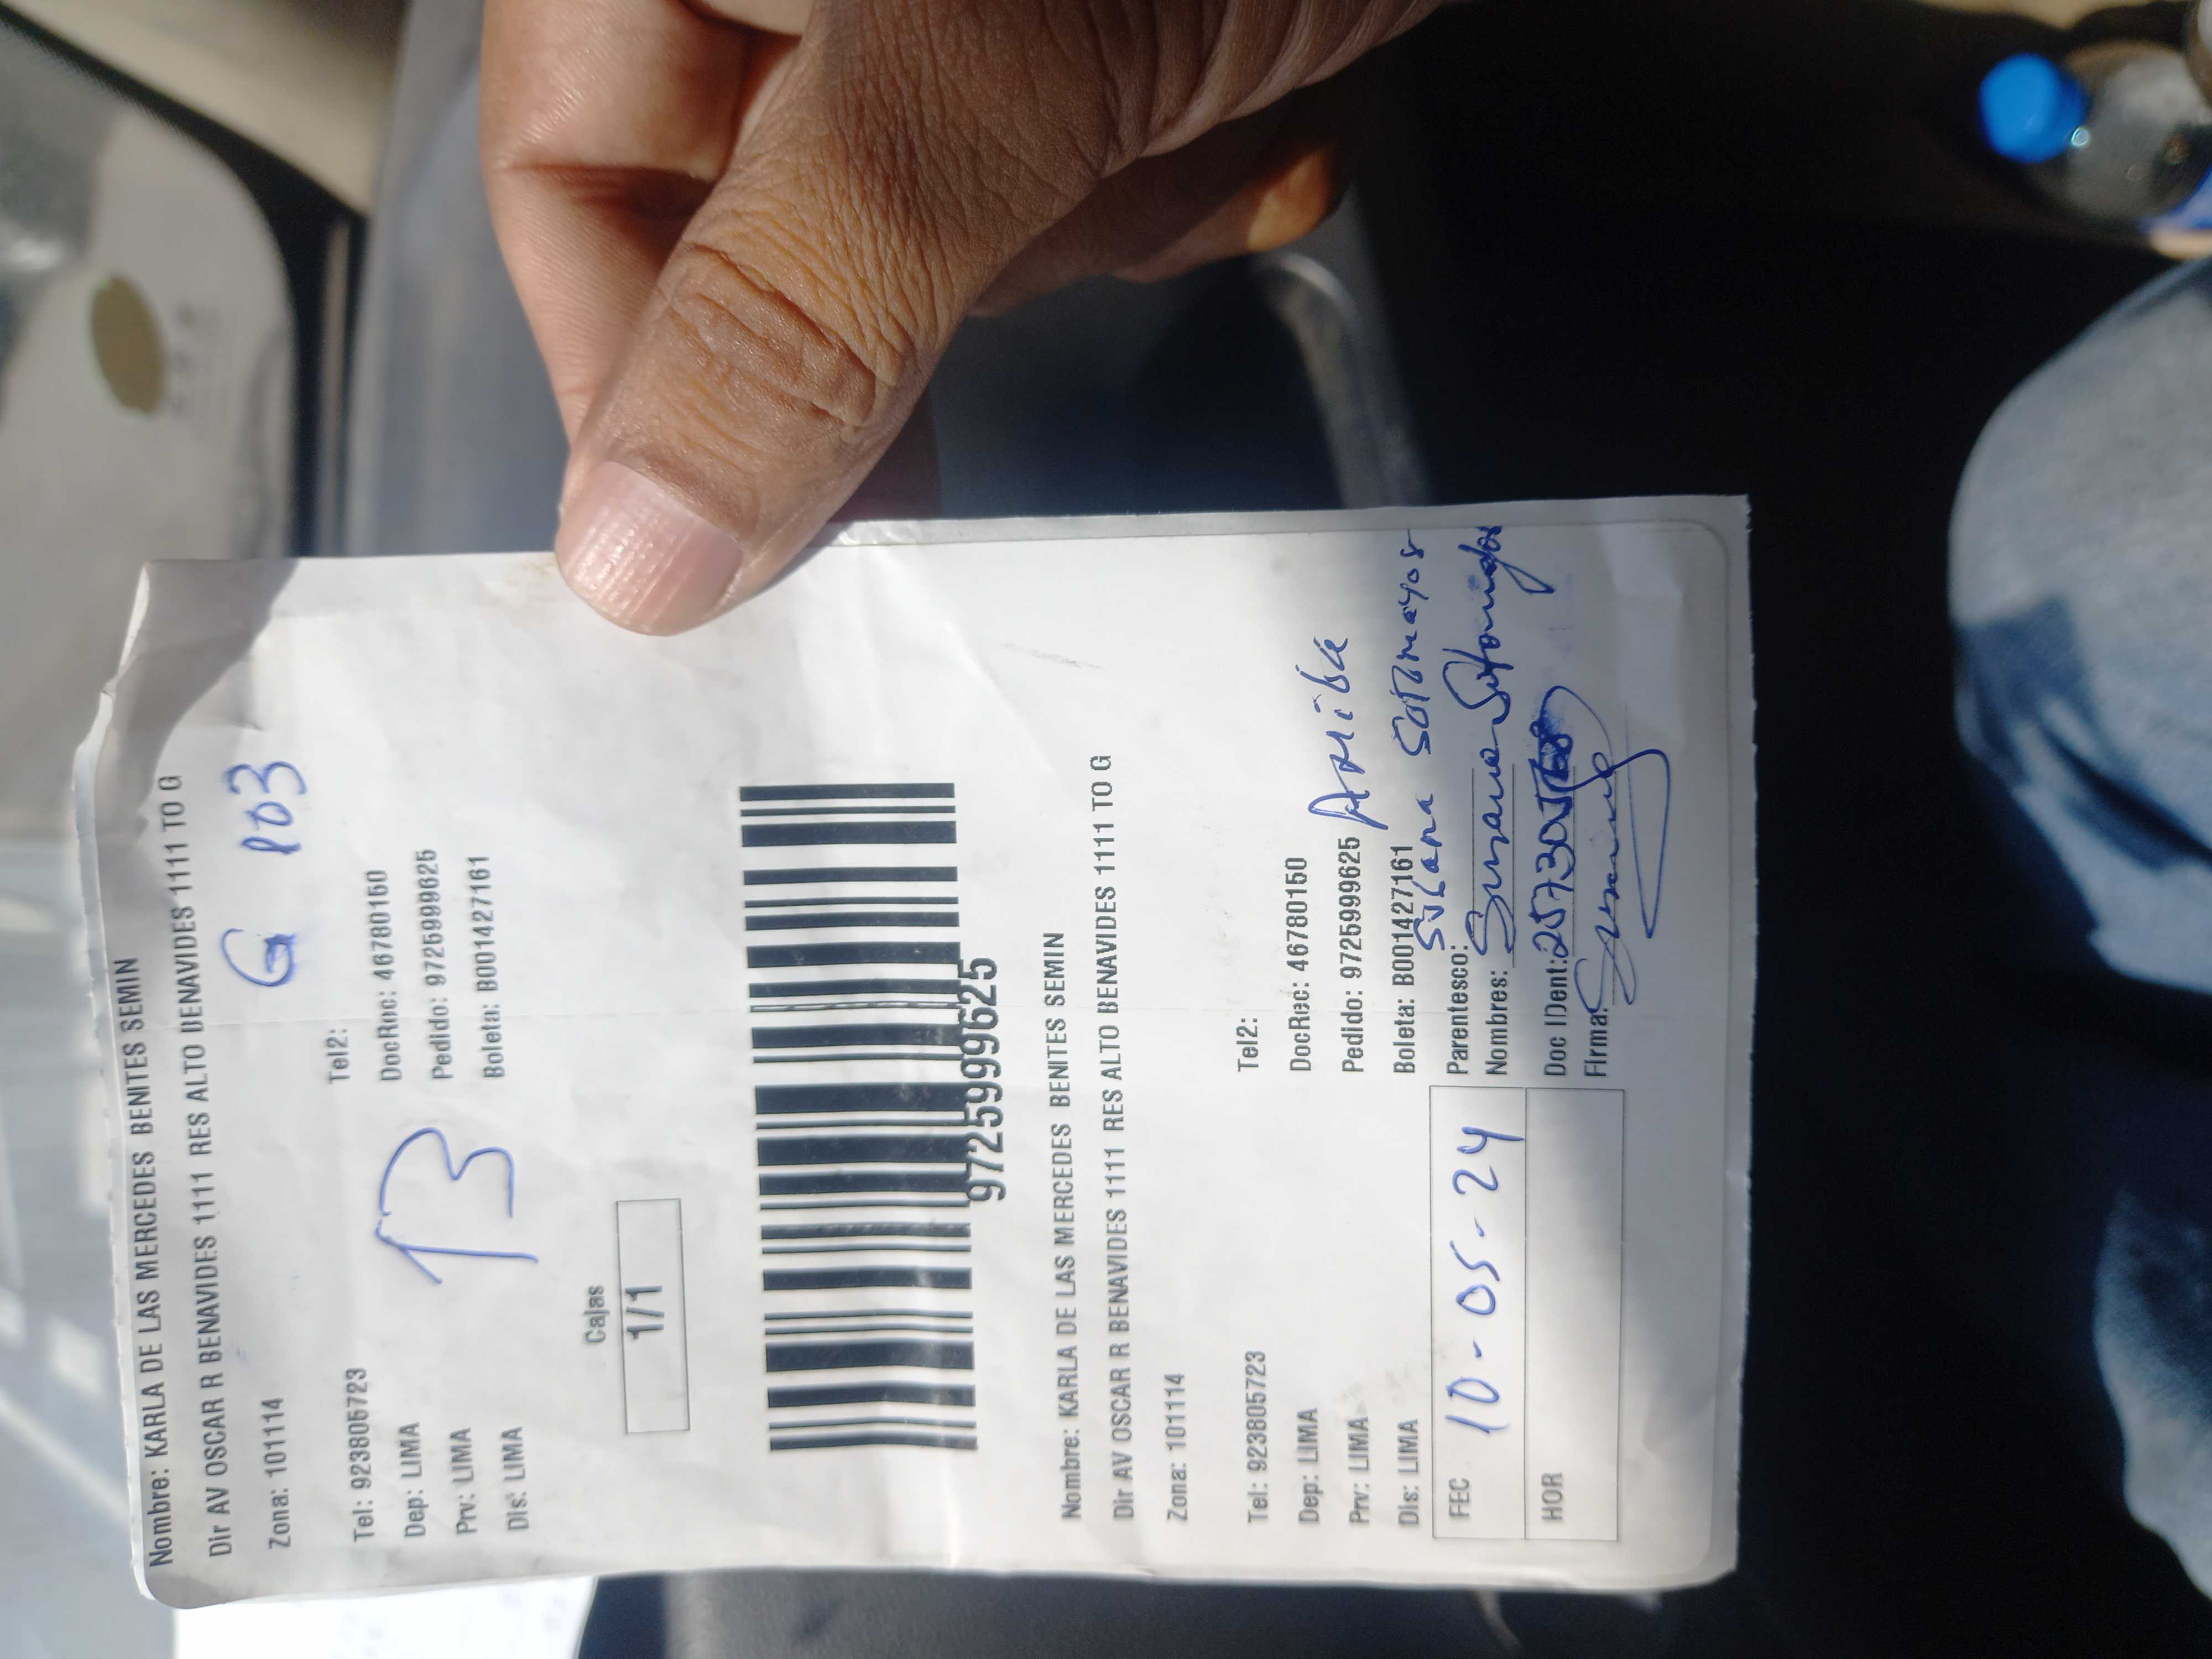 Nombre: KARLA DE LAS MERCEDES BENITES SEMIN
Dir AV OSCAR R BENAVIDES 1111 RES ALTO BENAVIDES 1111 TO G
Zona: 101114
G 103
Tel: 923805723 Tel2:
Dep: LIMA DocRec: 46780150
Prv: LIMA Pedido: 9725999625
Dis: LIMA Boleta: B001427161
13
Cajas
1/1
9725999625
Nombre: KARLA DE LAS MERCEDES BENITES SEMIN
Dir AV OSCAR R BENAVIDES 1111 RES ALTO BENAVIDES 1111 TO G
Zona: 101114
Tel: 923805723 Tel2:
Dep: LIMA DocRec: 46780150
Prv: LIMA Pedido: 9725999625
Dis: LIMA Boleta: B001427161
FEC 10-05-24 Parentesco:
Nombres: Susana Sotomayor
HOR Doc IDent:
Firma: